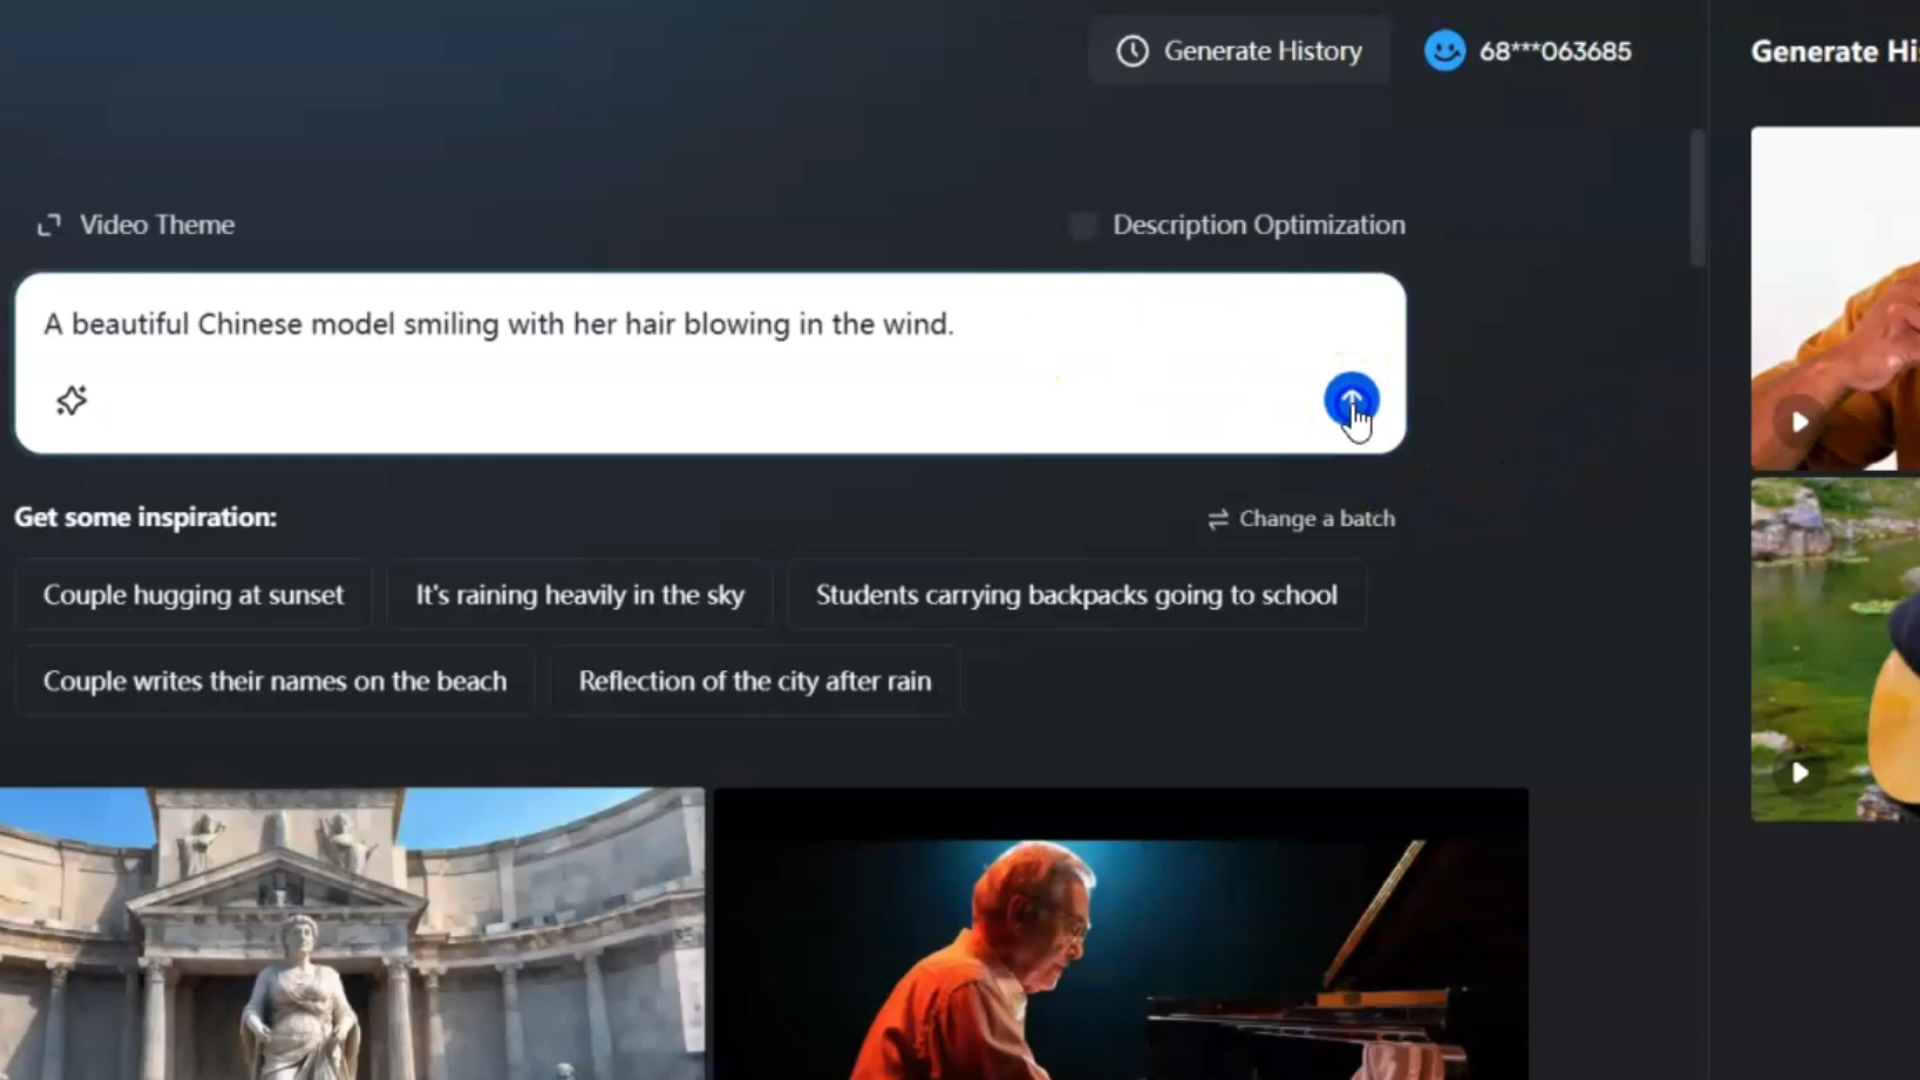 Generate History
68***063685
Generate His
Video Theme
Description Optimization
A beautiful Chinese model smiling with her hair blowing in the wind.
Get some inspiration:
Change a batch
Couple hugging at sunset
It's raining heavily in the sky
Students carrying backpacks going to school
Couple writes their names on the beach
Reflection of the city after rain